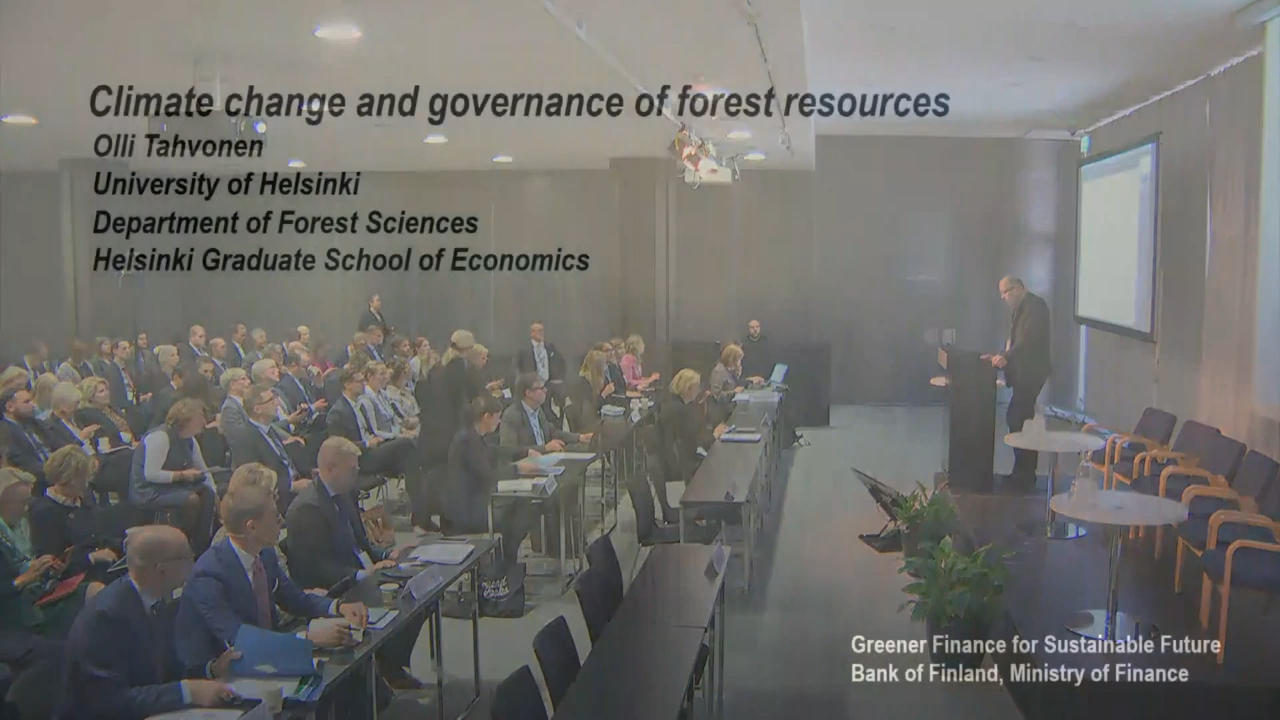 Climate change and governance of forest resources
Olli Tahvonen
University of Helsinki
Department of Forest Sciences
Helsinki Graduate School of Economics
Greener Finance for Sustainable Future
Bank of Finland, Ministry of Finance